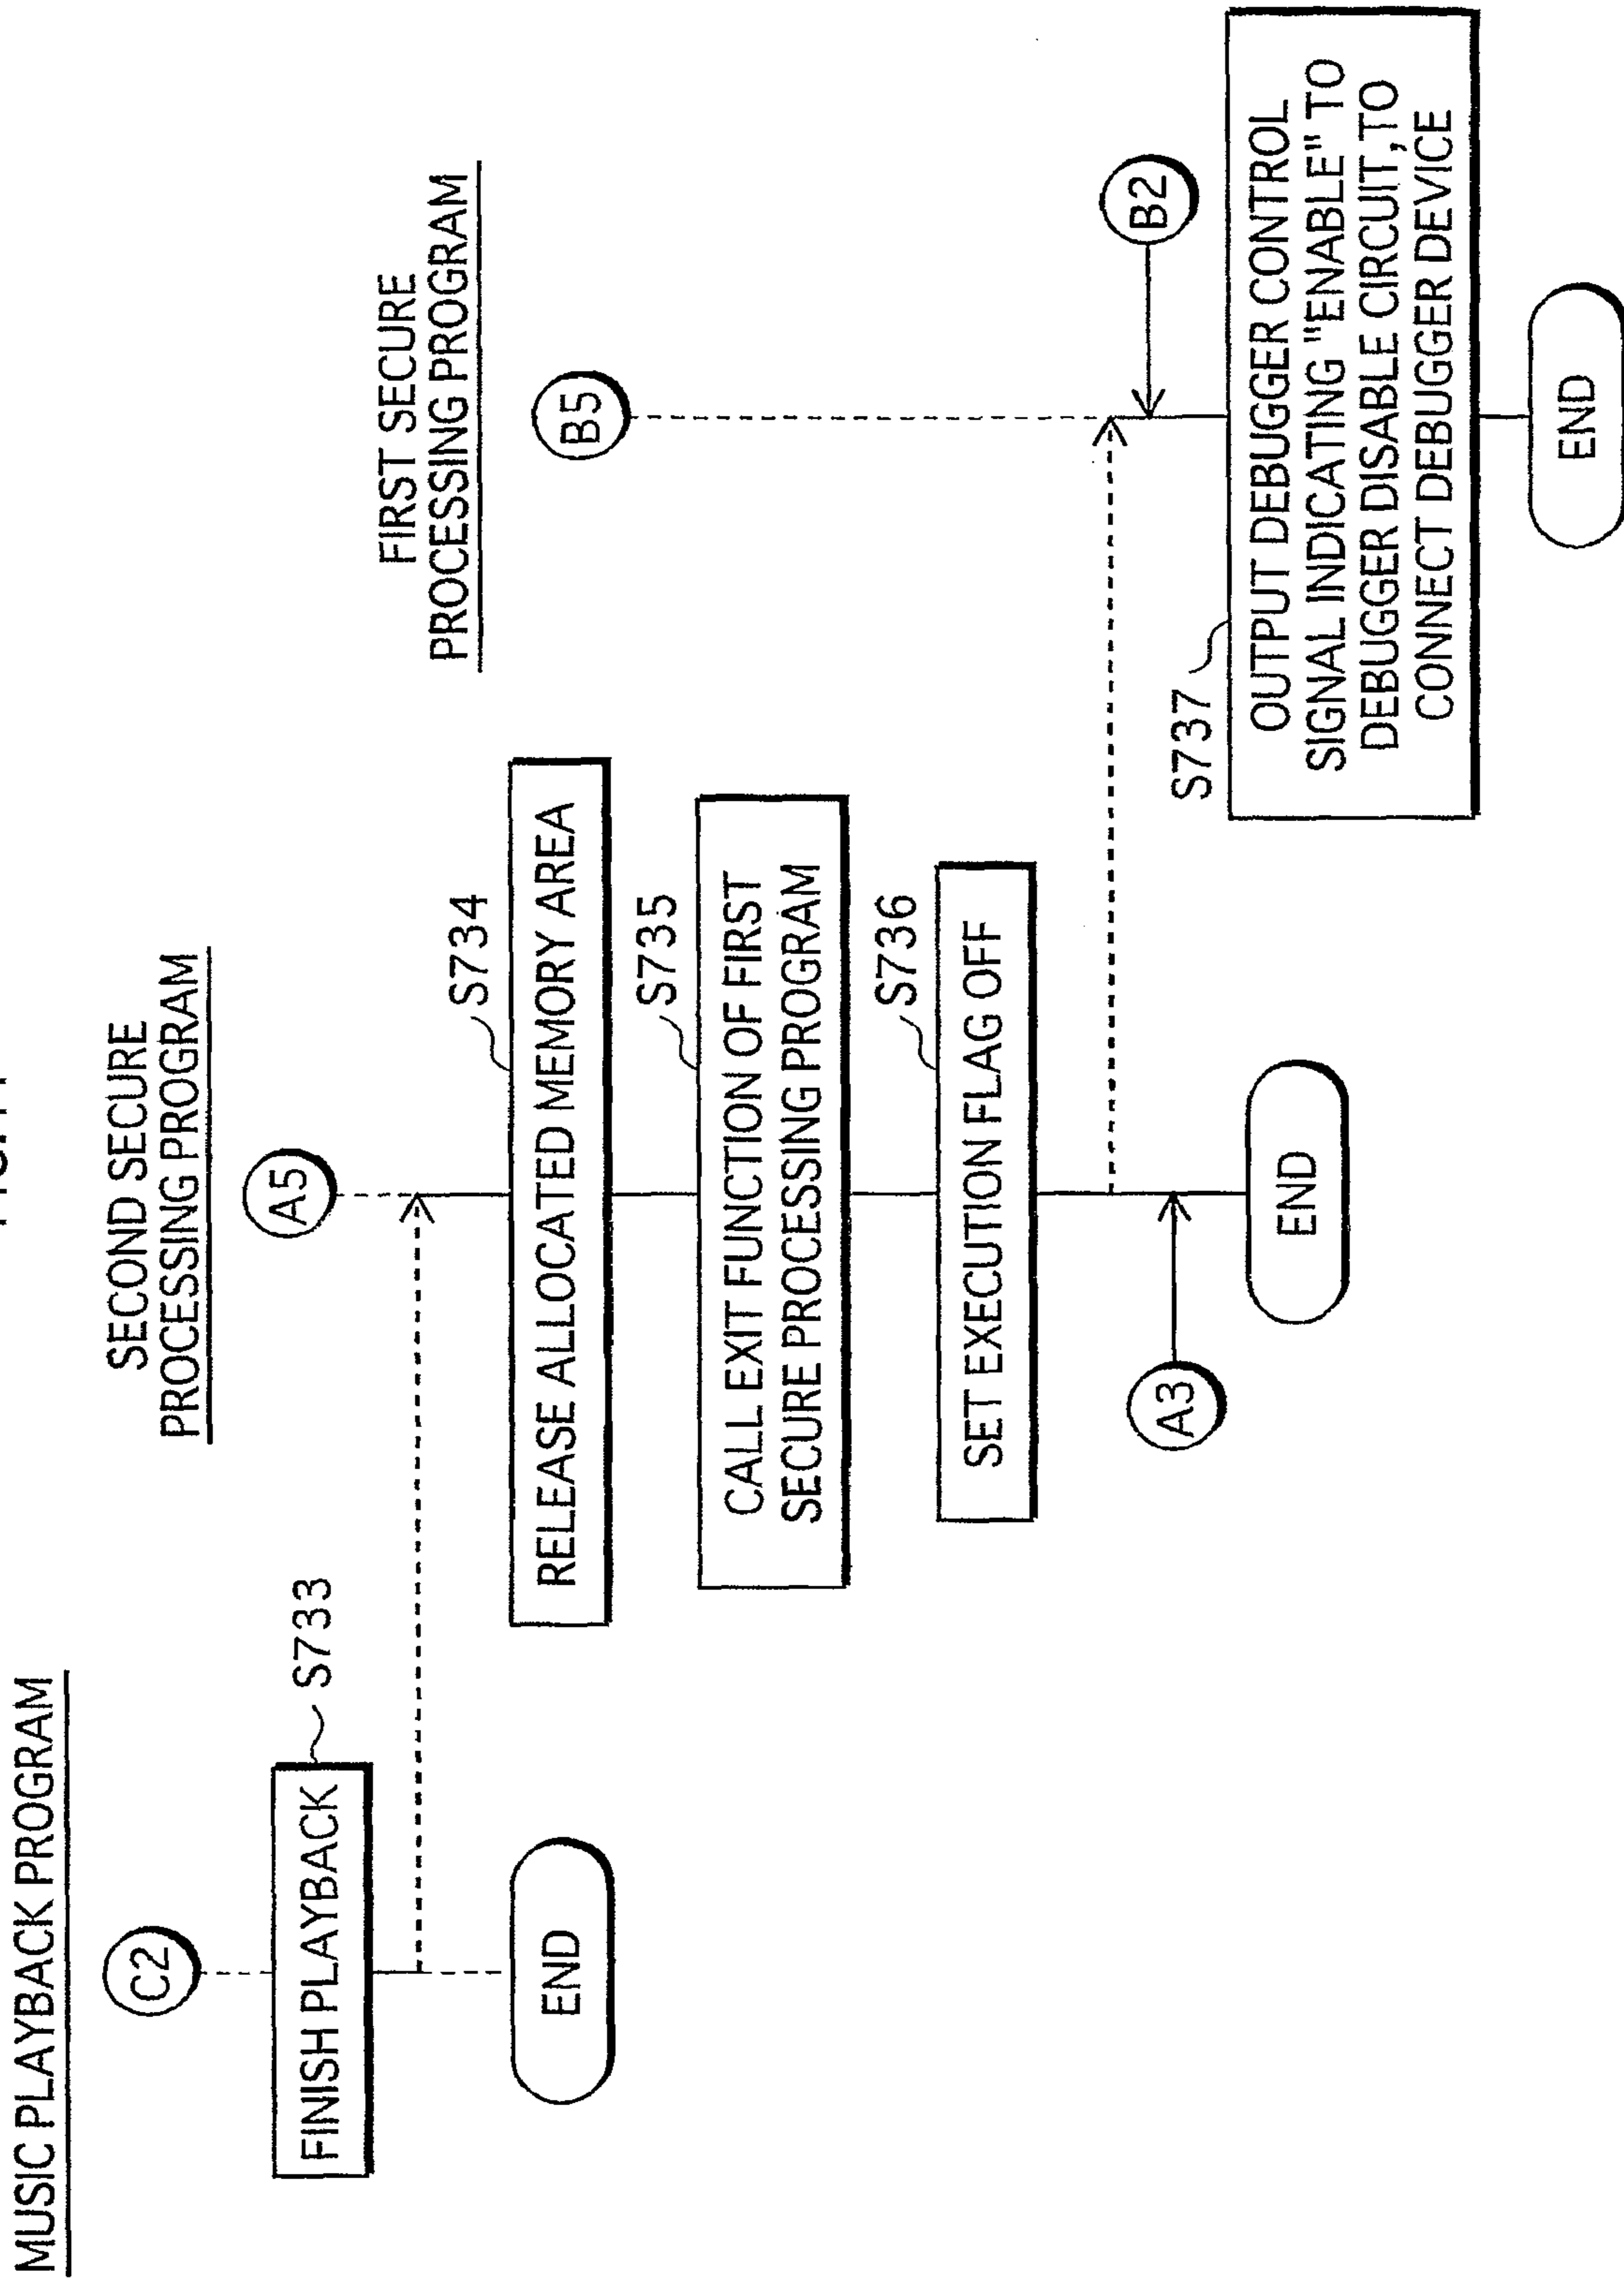 MUSIC PLAYBACK PROGRAM
C2
FINISH PLAYBACK
S733
END
SECOND SECURE
PROCESSING PROGRAM
A5
S734
RELEASE ALLOCATED MEMORY AREA
S735
CALL EXIT FUNCTION OF FIRST
SECURE PROCESSING PROGRAM
S736
SET EXECUTION FLAG OFF
A3
END
FIRST SECURE
PROCESSING PROGRAM
B5
B2
S737
OUTPUT DEBUGGER CONTROL
SIGNAL INDICATING "ENABLE" TO
DEBUGGER DISABLE CIRCUIT,TO
CONNECT DEBUGGER DEVICE
END